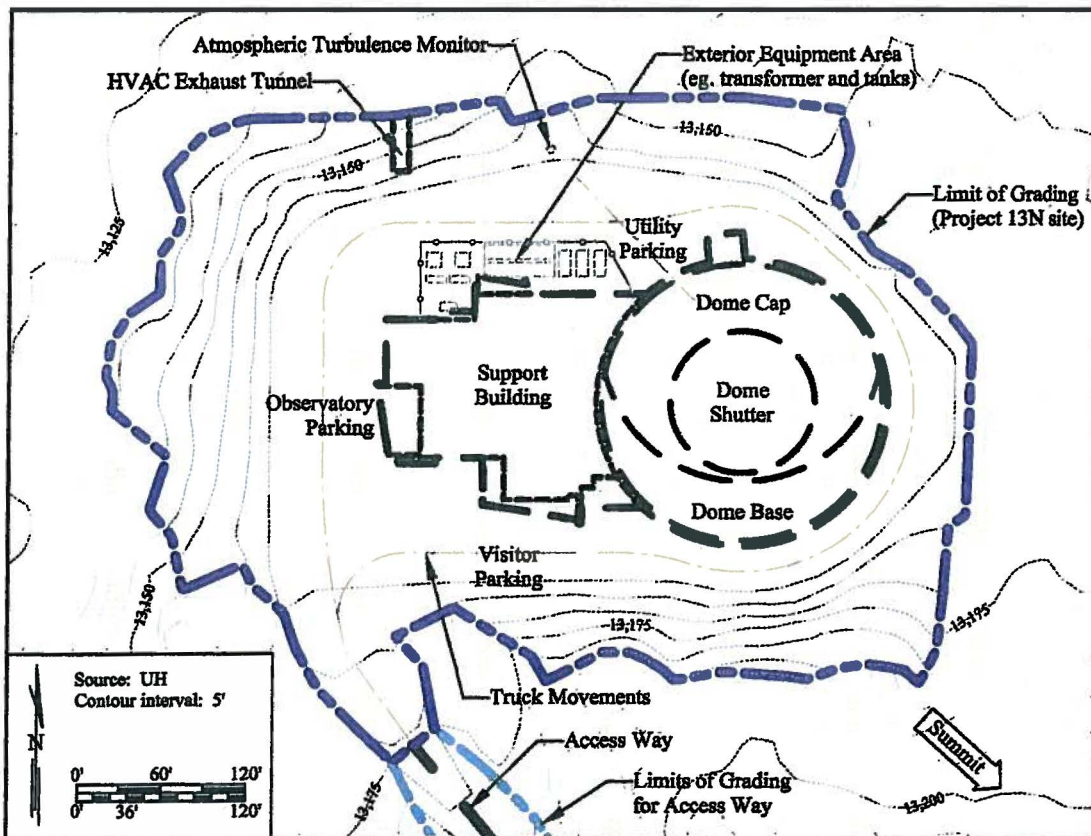 Atmospheric Turbulence Monitor
HVAC Exhaust Tunnel
Exterior Equipment Area
(eg. transformer and tanks)
13,150
13,150
13,125
Limit of Grading
(Project 13N site)
Utility
Parking
Dome Cap
Support
Building
Dome
Shutter
Observatory
Parking
Dome Base
Visitor
Parking
13,150
13,175
13,195
Truck Movements
Access Way
Limits of Grading
for Access Way
13,175
Summit
13,200
Source: UH
Contour interval: 5'
N
0' 60' 120'
0' 36' 120'